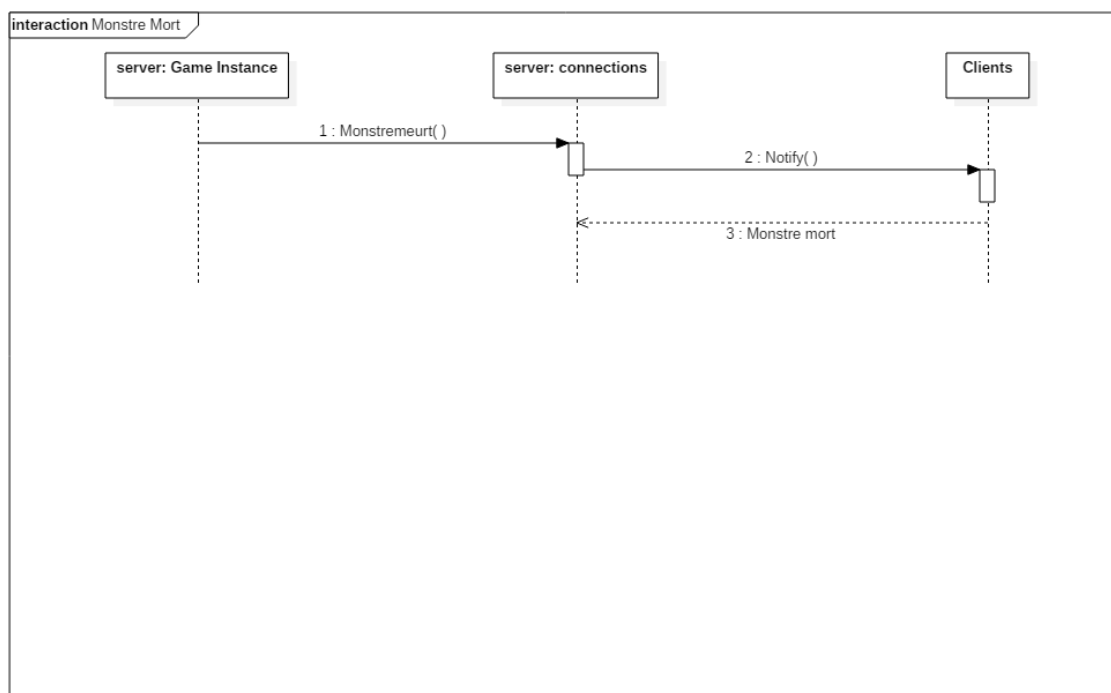 interaction Monstre Mort
server: Game Instance
server: connections
Clients
1 : Monstremeurt( )
2 : Notify( )
3 : Monstre mort